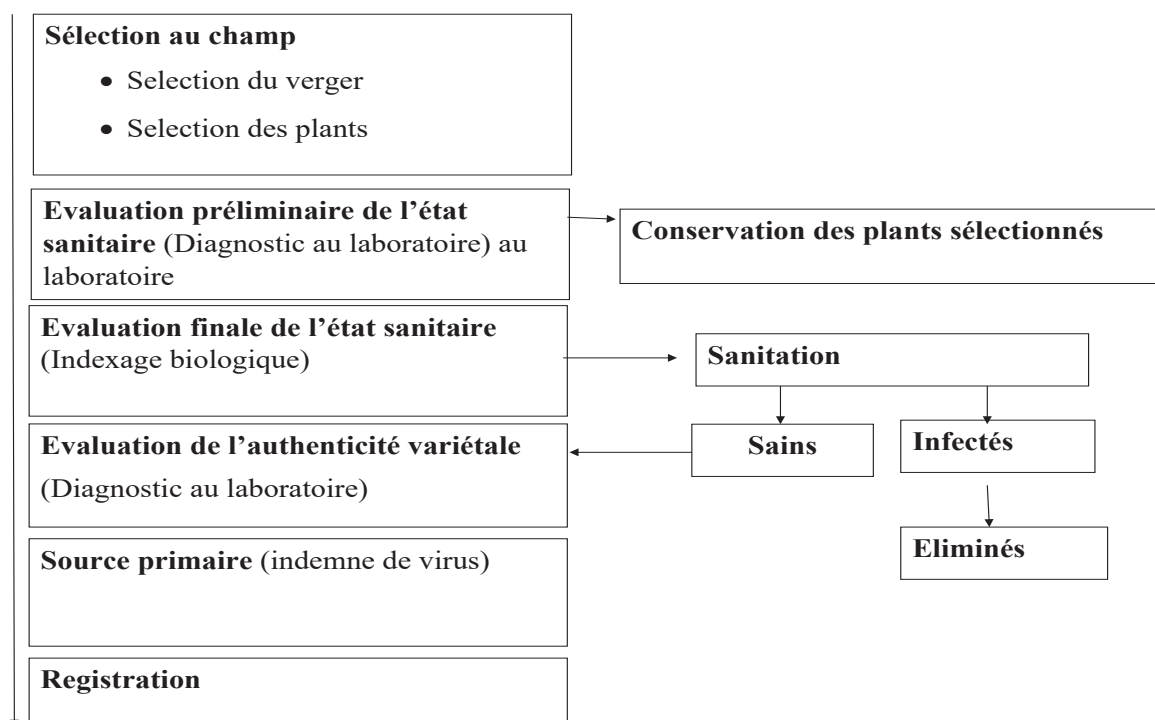 Sélection au champ
• Selection du verger
• Selection des plants
Evaluation préliminaire de l’état
sanitaire (Diagnostic au laboratoire) au
laboratoire
Conservation des plants sélectionnés
Evaluation finale de l’état sanitaire
(Indexage biologique)
Sanitation
Evaluation de l’authenticité variétale
(Diagnostic au laboratoire)
Sains
Infectés
Eliminés
Source primaire (indemne de virus)
Registration